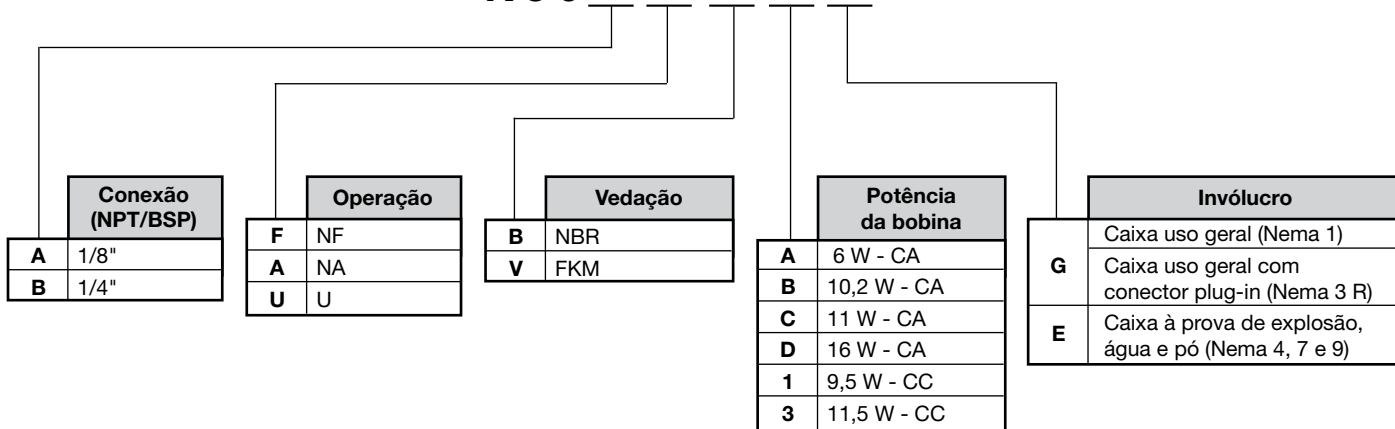 Conexão
(NPT/BSP)
A 1/8"
B 1/4"
Operação
F NF
A NA
U U
Vedação
B NBR
V FKM
Potência
da bobina
A 6 W - CA
B 10,2 W - CA
C 11 W - CA
D 16 W - CA
1 9,5 W - CC
3 11,5 W - CC
Invólucro
G
Caixa uso geral (Nema 1)
Caixa uso geral com
conector plug-in (Nema 3 R)
E
Caixa à prova de explosão,
água e pó (Nema 4, 7 e 9)